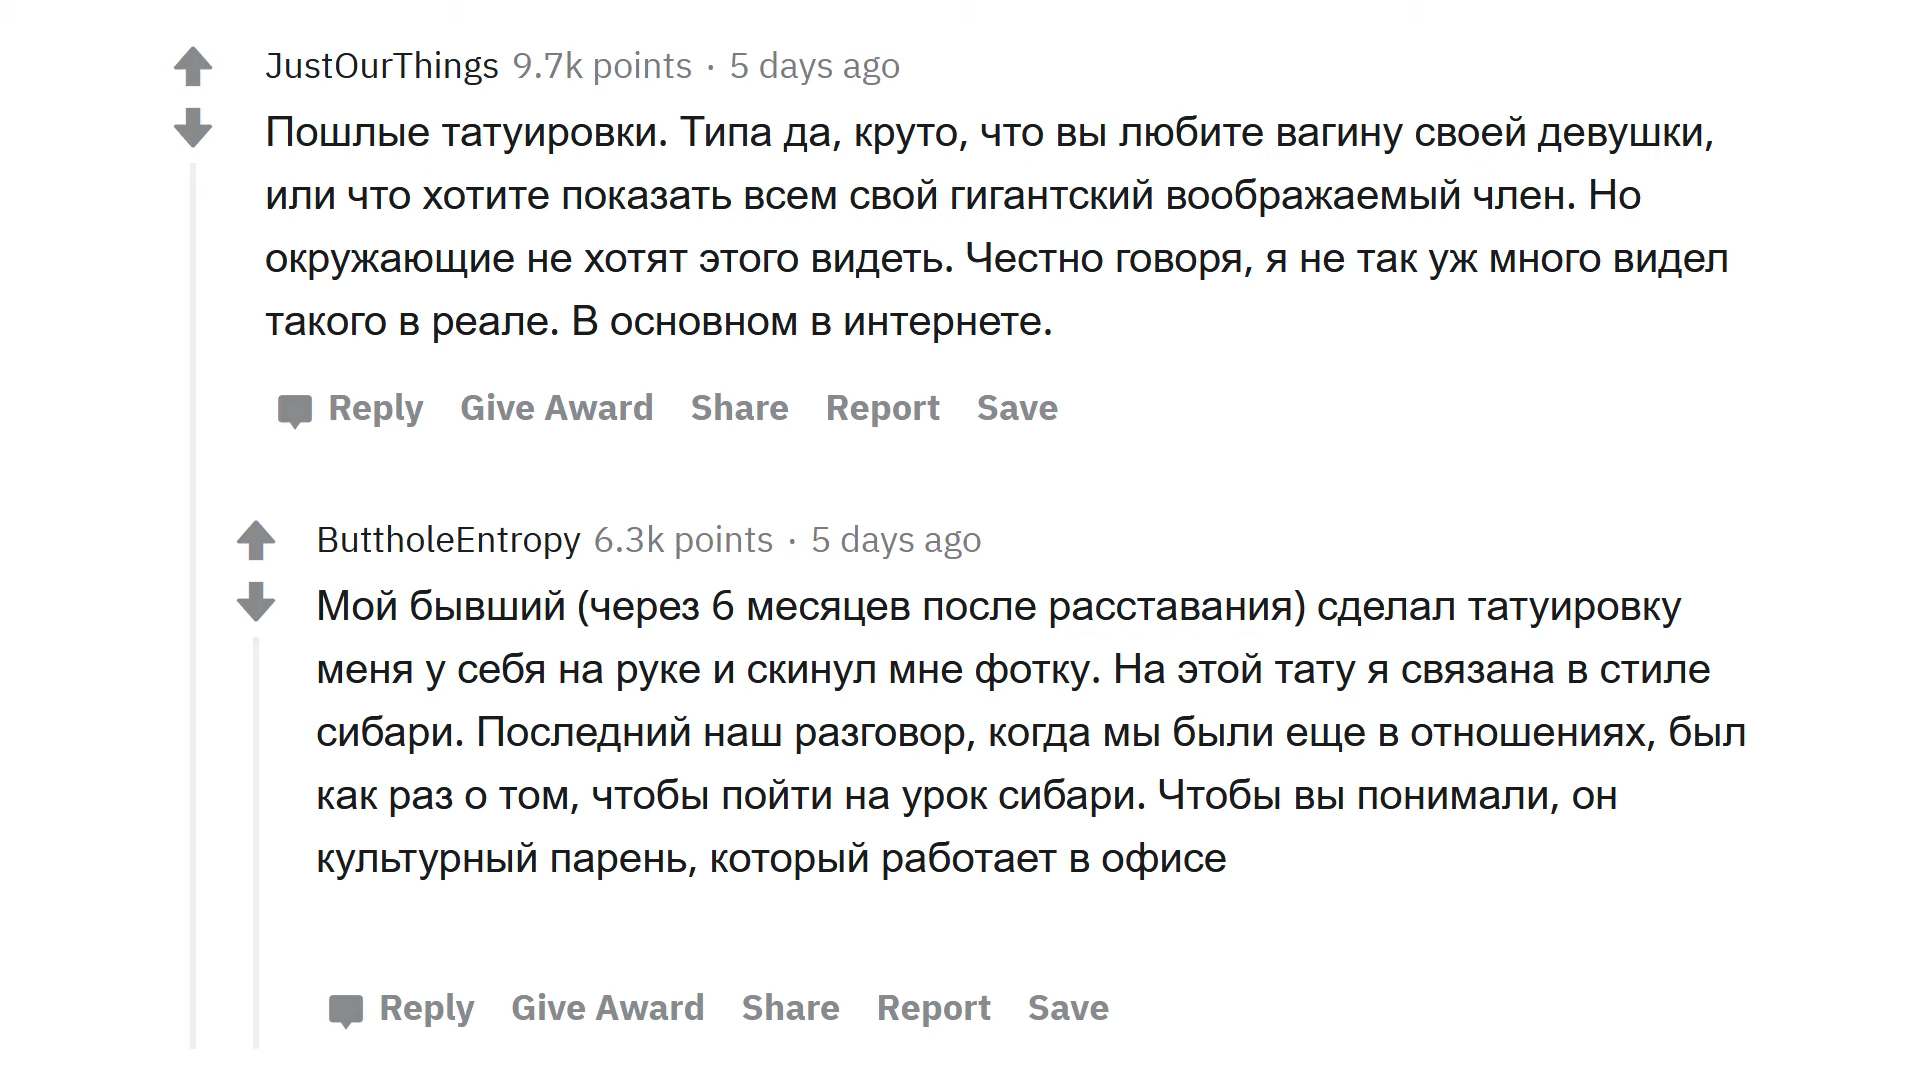 JustOurThings 9.7k points · 5 days ago
Пошлые татуировки. Типа да, круто, что вы любите вагину своей девушки,
или что хотите показать всем свой гигантский воображаемый член. Но
окружающие не хотят этого видеть. Честно говоря, я не так уж много видел
такого в реале. В основном в интернете.
Reply Give Award Share Report Save
ButtholeEntropy 6.3k points · 5 days ago
Мой бывший (через 6 месяцев после расставания) сделал татуировку
меня у себя на руке и скинул мне фотку. На этой тату я связана в стиле
сибари. Последний наш разговор, когда мы были еще в отношениях, был
как раз о том, чтобы пойти на урок сибари. Чтобы вы понимали, он
культурный парень, который работает в офисе
Reply Give Award Share Report Save